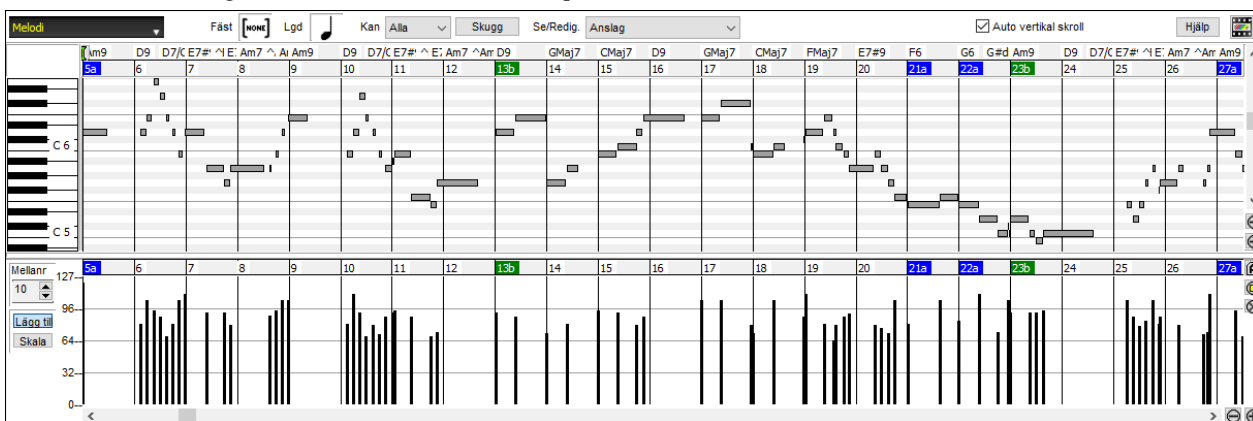 Melodi Fäst [NONE] Lgd Kan Alla Skugg Se/Redig. Anslag Auto vertikal skroll Hjälp
Am9 D9 E7#9 Am7 Am9 D9 E7#9 Am7 D9 GMaj7 CMaj7 D9 GMaj7 CMaj7 FMaj7 E7#9 F6 G6 G#d Am9 D9 Am7 Am9
5a 6 7 8 9 10 11 12 13b 14 15 16 17 18 19 20 21a 22a 23b 24 25 26 27a
C 6
C 5
Mellanr 5a 6 7 8 9 10 11 12 13b 14 15 16 17 18 19 20 21a 22a 23b 24 25 26 27a
127
10
96
Lägg till
64
Skala
32
0